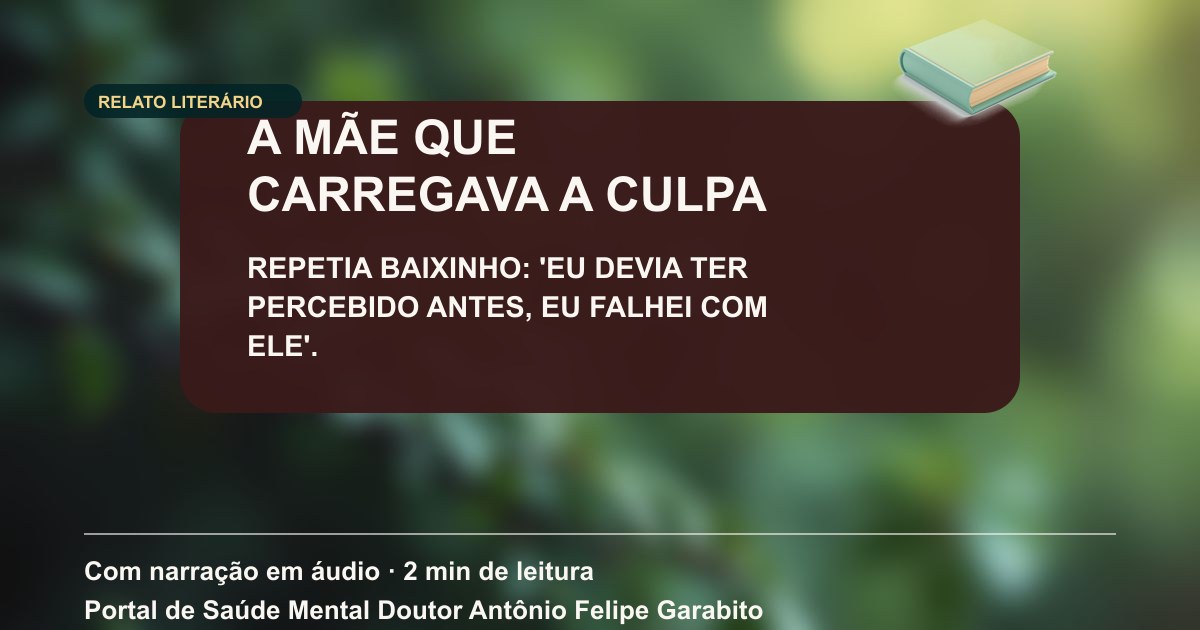 RELATO LITERÁRIO
A MÃE QUE
CARREGAVA A CULPA
REPETIA BAIXINHO: 'EU DEVIA TER
PERCEBIDO ANTES, EU FALHEI COM
ELE'.
Com narração em áudio · 2 min de leitura
Portal de Saúde Mental Doutor Antônio Felipe Garabito